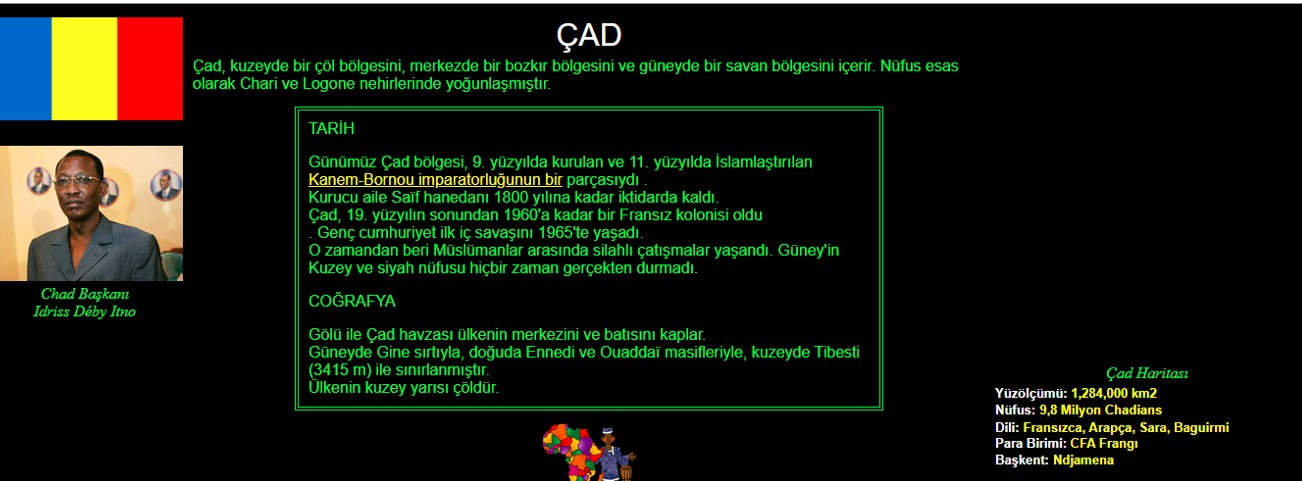 ÇAD
Çad, kuzeyde bir çöl bölgesini, merkezde bir bozkır bölgesini ve güneyde bir savan bölgesini içerir. Nüfus esas
olarak Chari ve Logone nehirlerinde yoğunlaşmıştır.
TARİH
Günümüz Çad bölgesi, 9. yüzyılda kurulan ve 11. yüzyılda İslamlaştırılan
Kanem-Bornou imparatorluğunun bir parçasıydı .
Kurucu aile Saïf hanedanı 1800 yılına kadar iktidarda kaldı.
Çad, 19. yüzyılın sonundan 1960'a kadar bir Fransız kolonisi oldu
. Genç cumhuriyet ilk iç savaşını 1965'te yaşadı.
O zamandan beri Müslümanlar arasında silahlı çatışmalar yaşandı. Güney'in
Kuzey ve siyah nüfusu hiçbir zaman gerçekten durmadı.
COĞRAFYA
Gölü ile Çad havzası ülkenin merkezini ve batısını kaplar.
Güneyde Gine sırtıyla, doğuda Ennedi ve Ouaddaï masifleriyle, kuzeyde Tibesti
(3415 m) ile sınırlanmıştır.
Ülkenin kuzey yarısı çöldür.
Chad Başkanı
Idriss Déby Itno
Çad Haritası
Yüzölçümü: 1,284,000 km2
Nüfus: 9,8 Milyon Chadians
Dili: Fransızca, Arapça, Sara, Baguirmi
Para Birimi: CFA Frangı
Başkent: Ndjamena